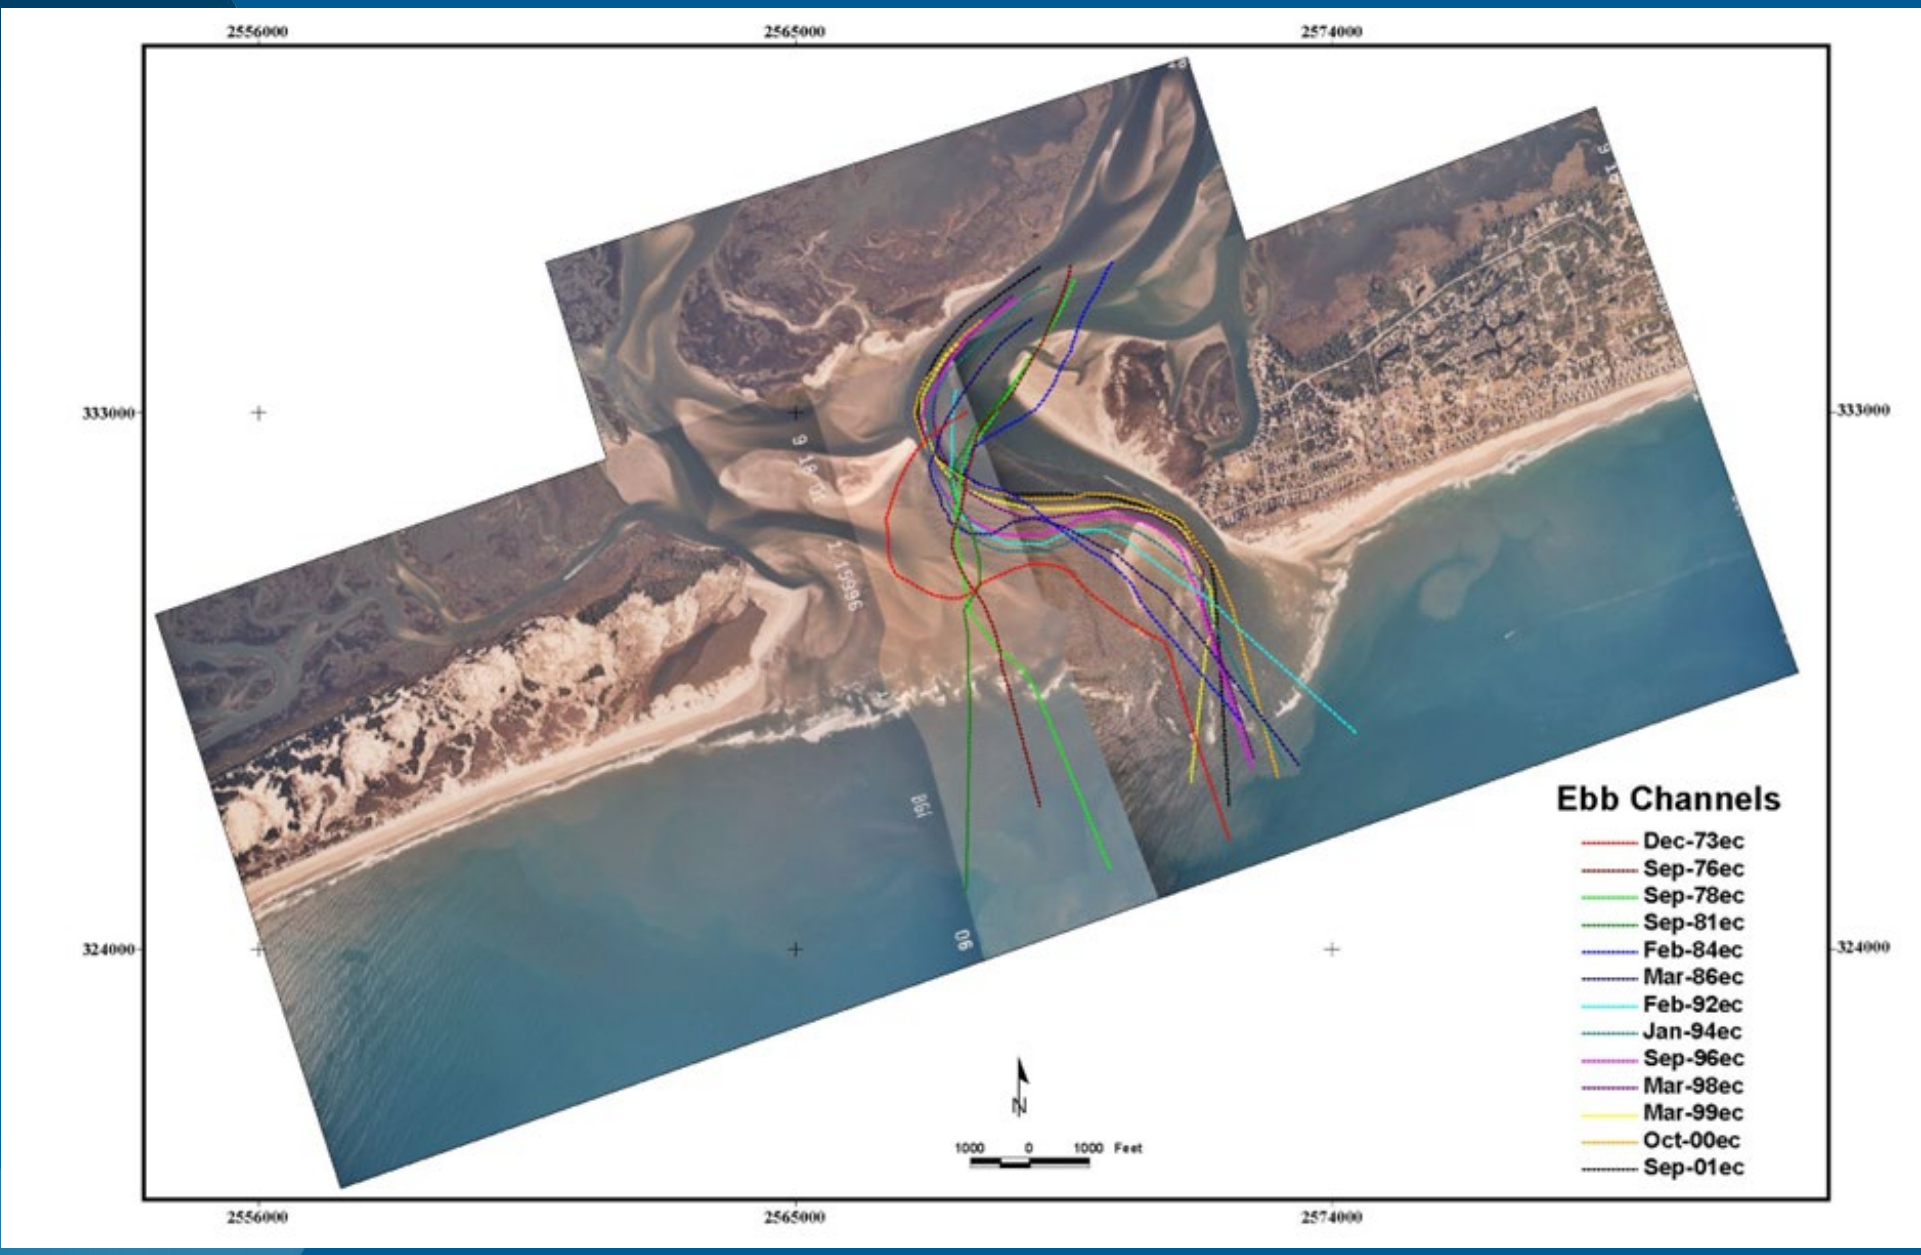 2556000 2565000 2574000
333000 333000
324000 324000
Ebb Channels
Dec-73ec
Sep-76ec
Sep-78ec
Sep-81ec
Feb-84ec
Mar-86ec
Feb-92ec
Jan-94ec
Sep-96ec
Mar-98ec
Mar-99ec
Oct-00ec
Sep-01ec
N
1000 0 1000 Feet
2556000 2565000 2574000